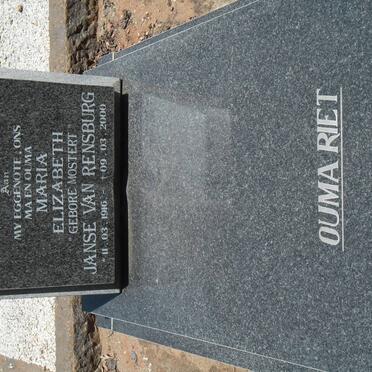 Aan
MY EGGENOTE, ONS
MA EN OUMA
MARIA
ELIZABETH
GEBORE MOSTERT
JANSE VAN RENSBURG
*11.03.1916 - †09.03.2000
OUMA RIET